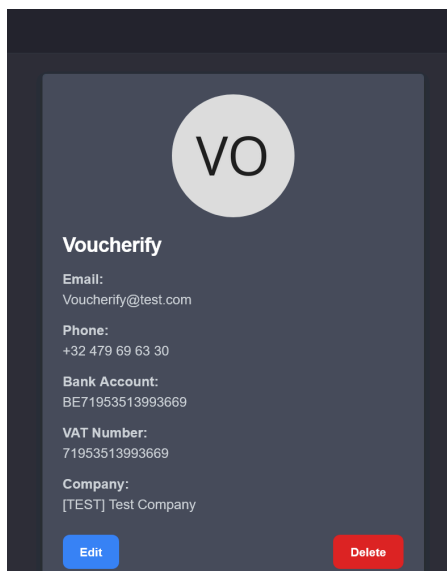 VO
Voucherify
Email:
Voucherify@test.com
Phone:
+32 479 69 63 30
Bank Account:
BE71953513993669
VAT Number:
71953513993669
Company:
[TEST] Test Company
Edit
Delete